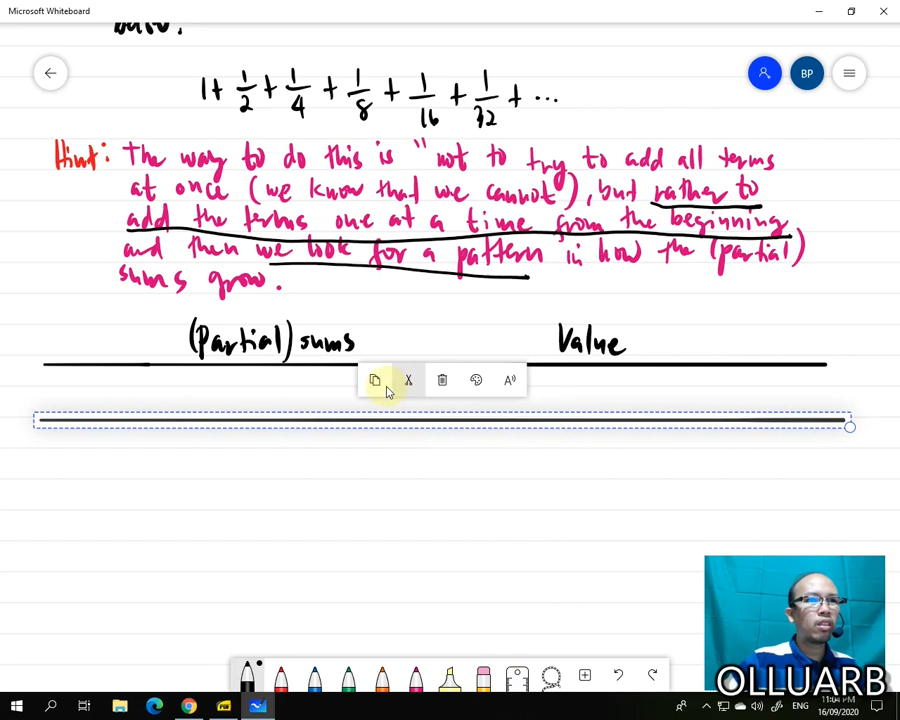 Microsoft Whiteboard
BP
1 + 1/2 + 1/4 + 1/8 + 1/16 + 1/32 + ...
Hint: The way to do this is "not to try to add all terms
at once (we know that we cannot), but rather to
add the terms one at a time from the beginning
and then we look for a pattern in how the (partial)
sums grow.
(Partial) sums Value
OLLUARB
ENG
11:04 PM
16/09/2020